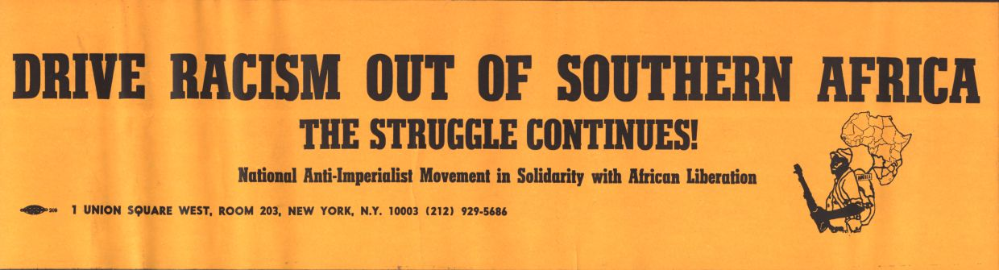 DRIVE RACISM OUT OF SOUTHERN AFRICA
THE STRUGGLE CONTINUES!
National Anti-Imperialist Movement in Solidarity with African Liberation
209 1 UNION SQUARE WEST, ROOM 203, NEW YORK, N.Y. 10003 (212) 929-5686